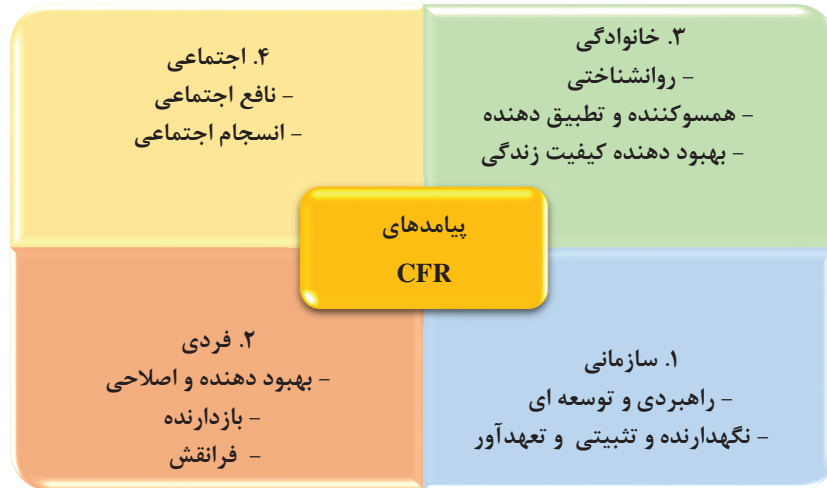 ۳. خانوادگی
- روانشناختی
- همسوکننده و تطبیق دهنده
- بهبود دهنده کیفیت زندگی
۴. اجتماعی
- نافع اجتماعی
- انسجام اجتماعی
پیامدهای
CFR
۱. سازمانی
- راهبردی و توسعه ای
- نگهدارنده و تثبیتی و تعهدآور
۲. فردی
- بهبود دهنده و اصلاحی
- بازدارنده
- فرانقش